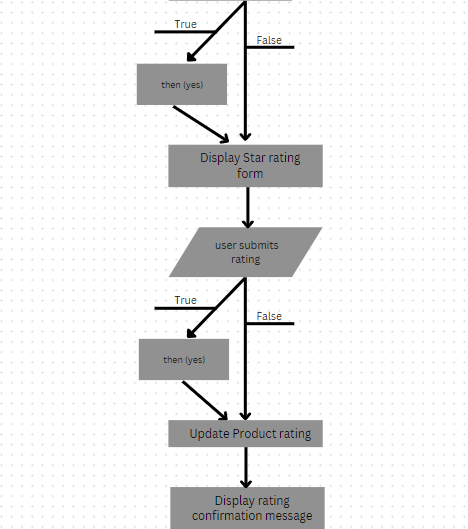 True
False
then (yes)
Display Star rating
form
user submits
rating
True
False
then (yes)
Update Product rating
Display rating
confirmation message